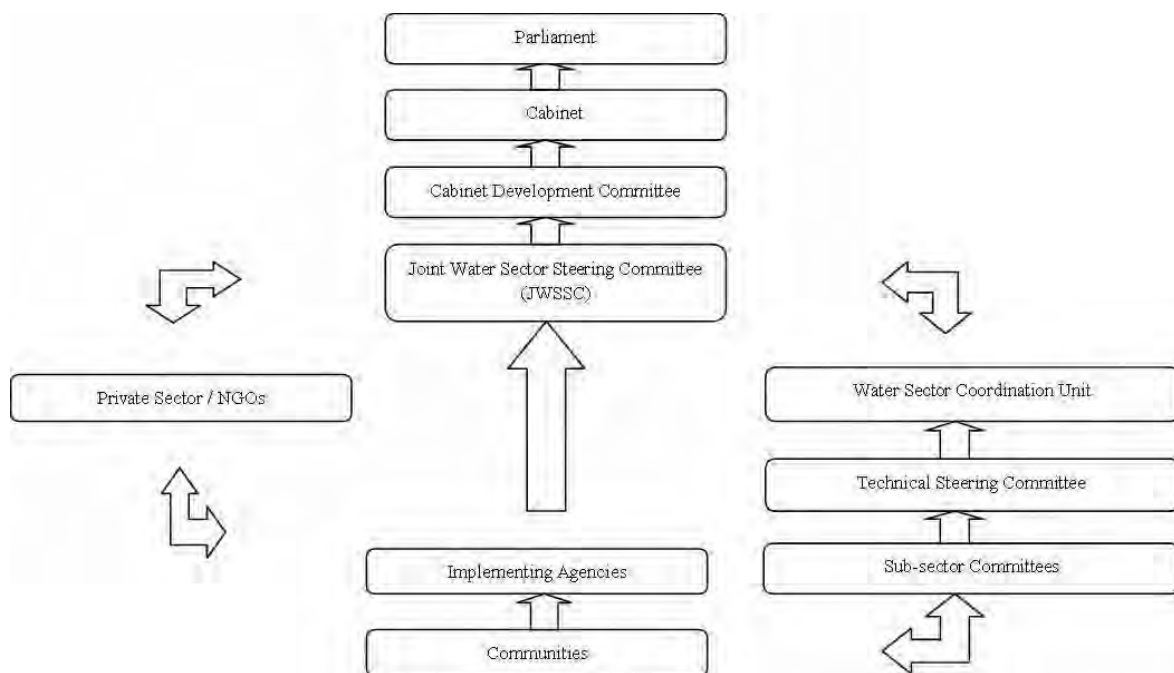 Parliament
Cabinet
Cabinet Development Committee
Joint Water Sector Steering Committee
(JWSSC)
Private Sector / NGOs
Water Sector Coordination Unit
Technical Steering Committee
Sub-sector Committees
Implementing Agencies
Communities